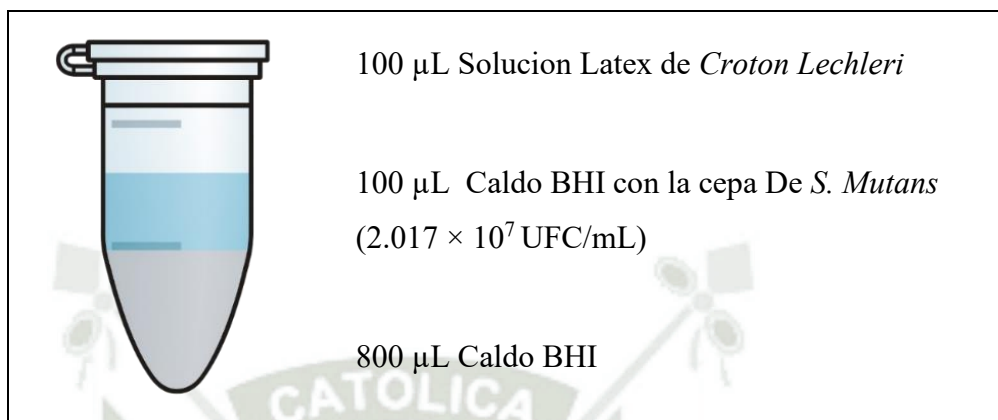 100 µL Solucion Latex de Croton Lechleri
100 µL Caldo BHI con la cepa De S. Mutans
(2.017 × 10⁷ UFC/mL)
800 µL Caldo BHI
CATOLICA